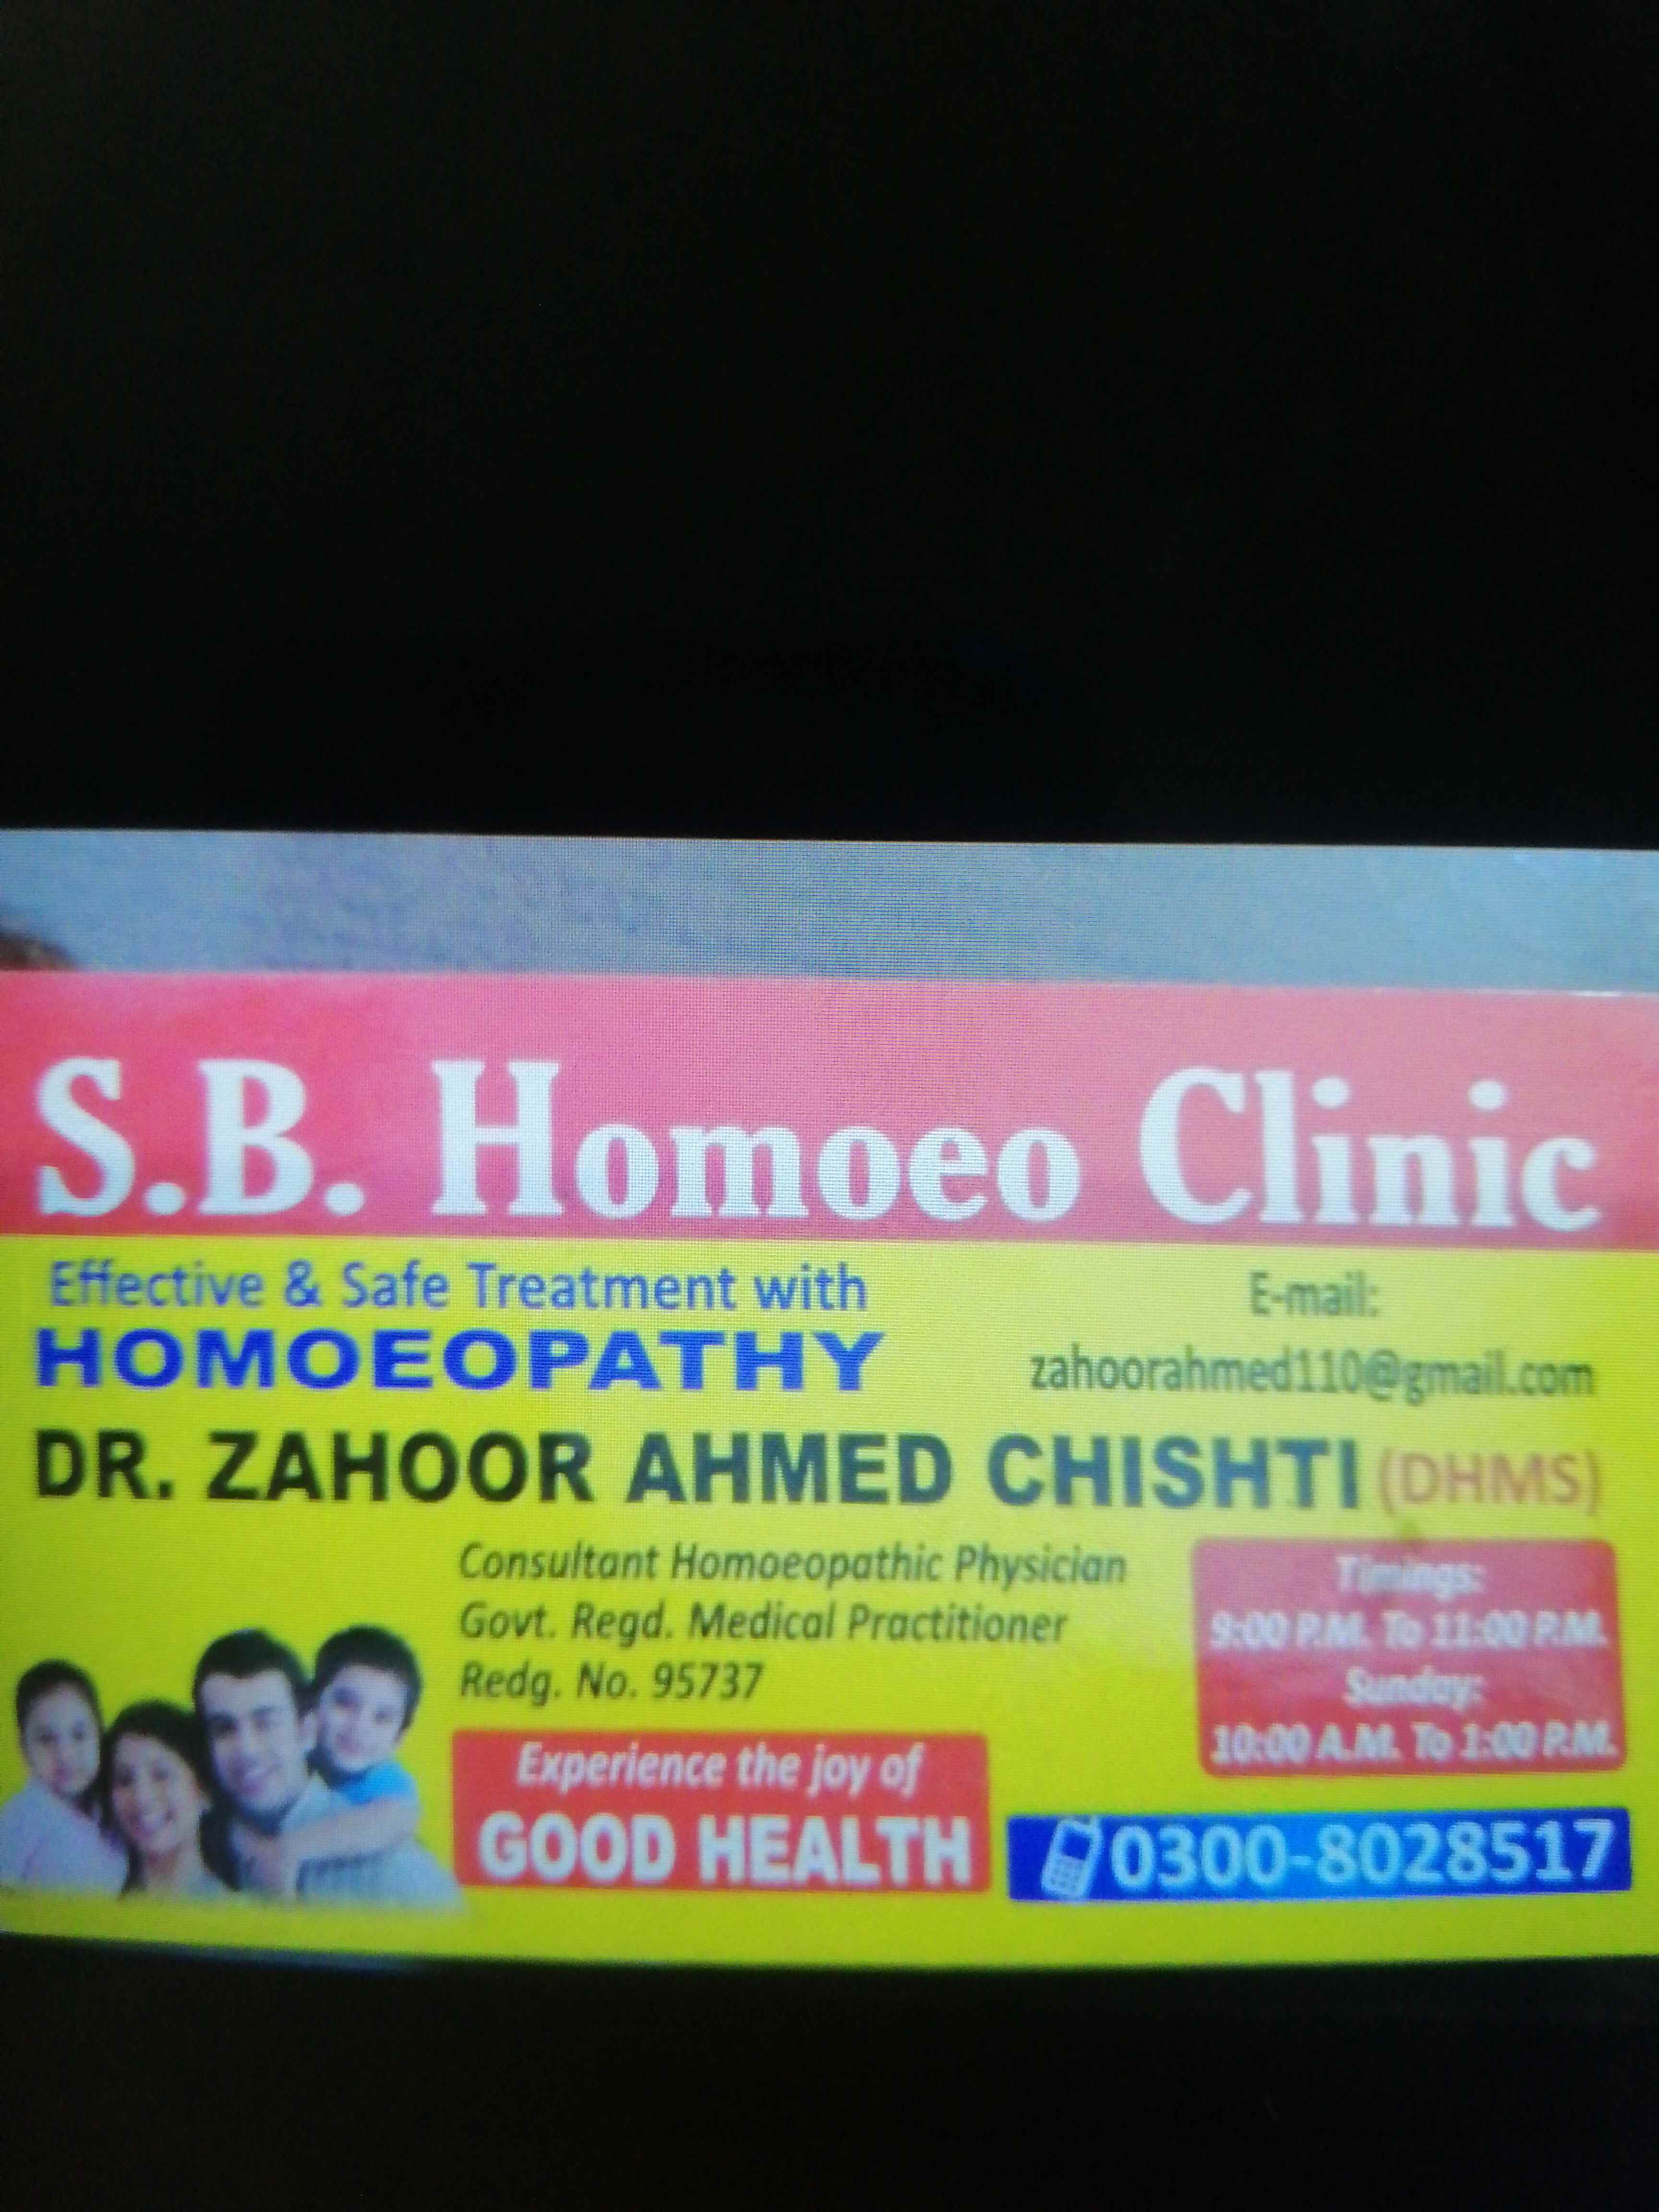 S.B. Homoeo Clinic
Effective & Safe Treatment with
HOMOEOPATHY
E-mail:
zahoorahmed110@gmail.com
DR. ZAHOOR AHMED CHISHTI (DHMS)
Consultant Homoeopathic Physician
Govt. Regd. Medical Practitioner
Redg. No. 95737
Timings:
9:00 P.M. To 11:00 P.M.
Sunday:
10:00 A.M. To 1:00 P.M.
Experience the joy of
GOOD HEALTH
0300-8028517